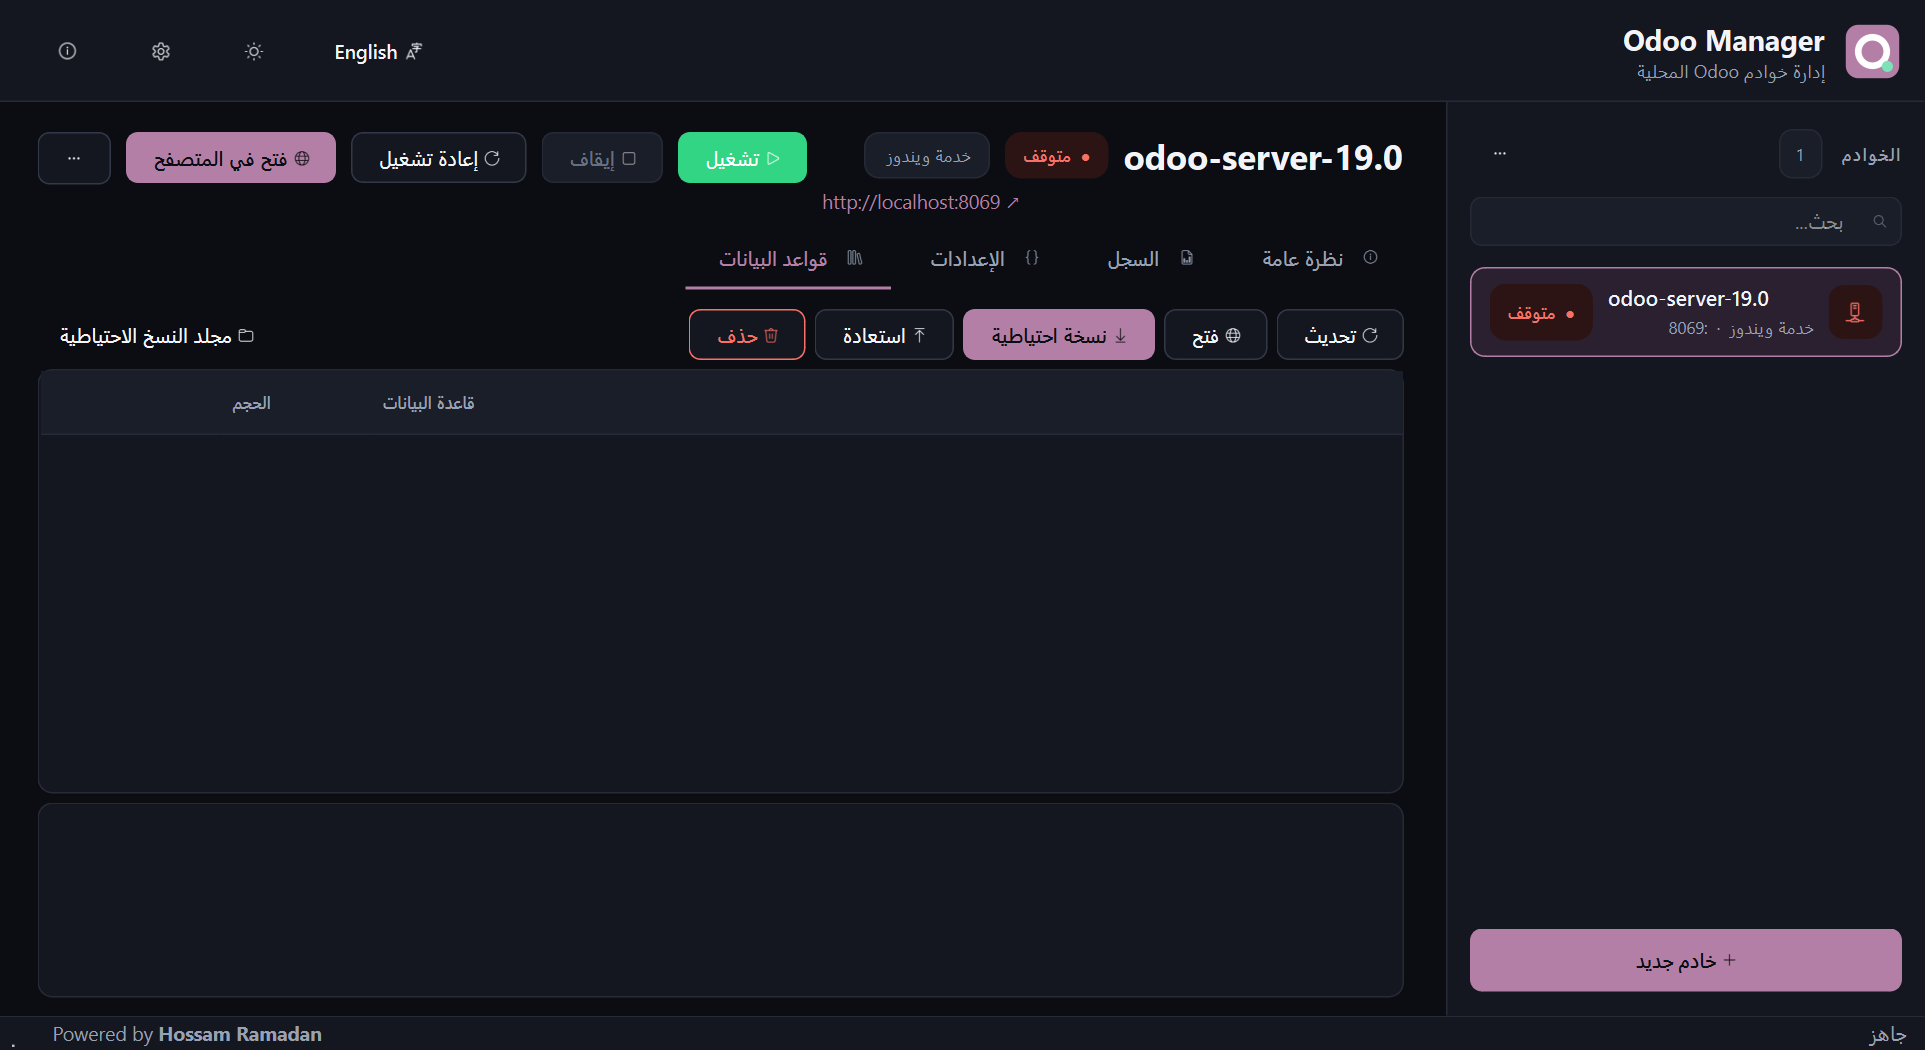 Odoo Manager
إدارة خوادم Odoo المحلية
English
الخوادم
1
...
بحث...
odoo-server-19.0
خدمة ويندوز · :8069
متوقف
+ خادم جديد
odoo-server-19.0
متوقف
خدمة ويندوز
تشغيل
إيقاف
إعادة تشغيل
فتح في المتصفح
...
http://localhost:8069 ↗
نظرة عامة
السجل
{} الإعدادات
قواعد البيانات
تحديث
فتح
نسخة احتياطية
استعادة
حذف
مجلد النسخ الاحتياطية
قاعدة البيانات
الحجم
جاهز
Powered by Hossam Ramadan